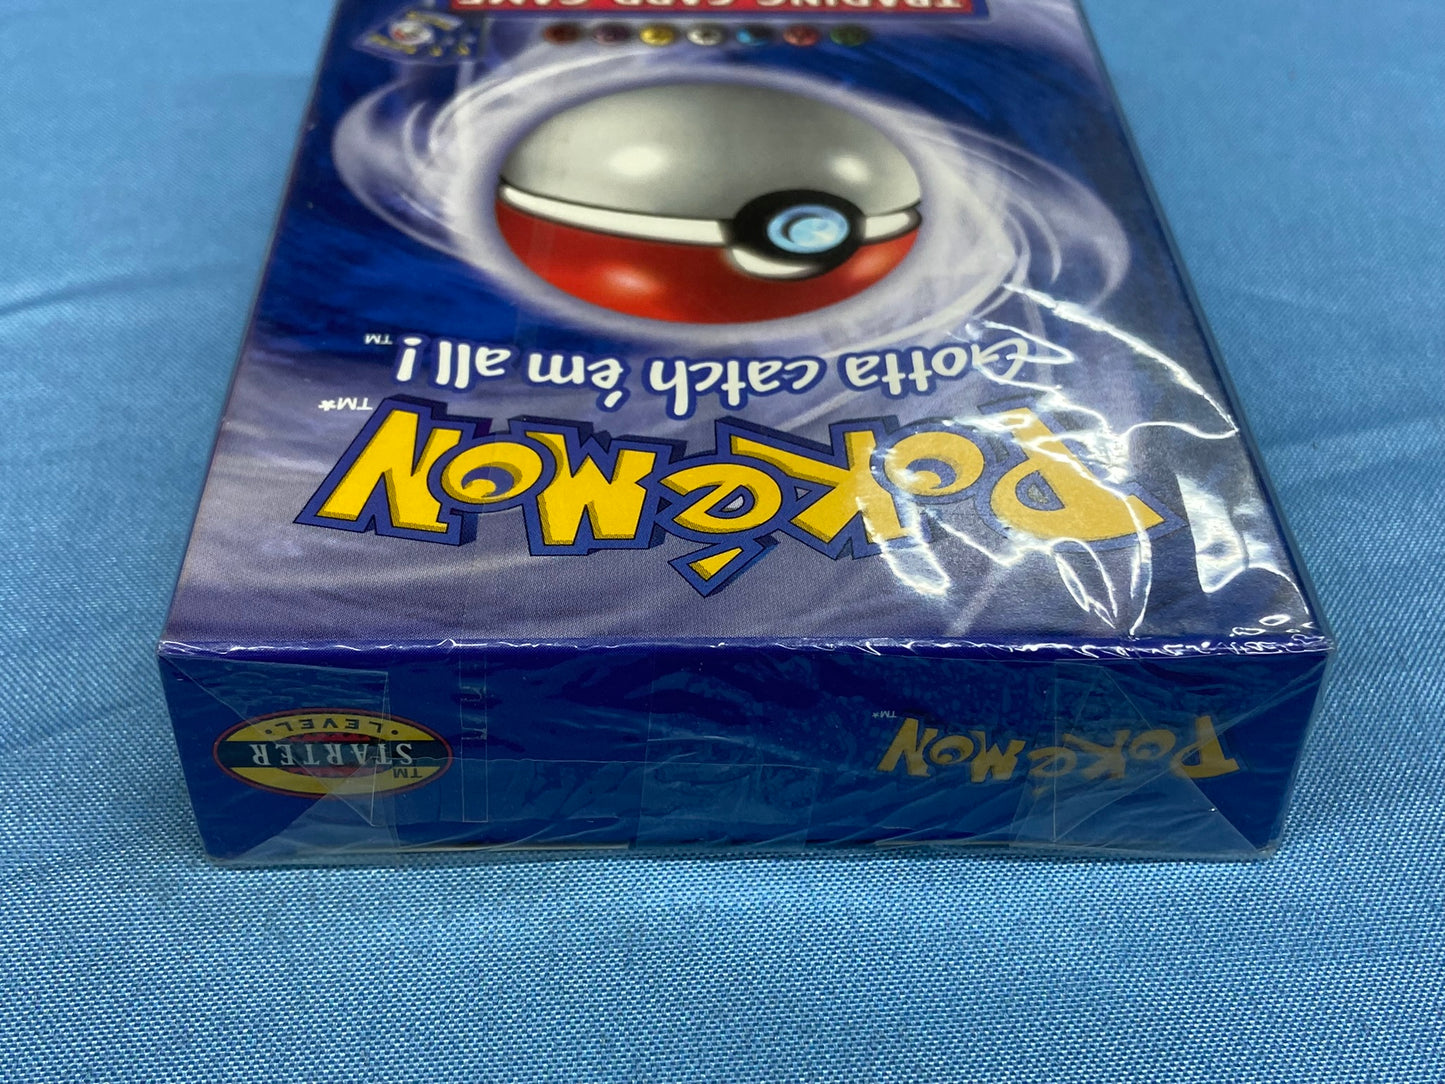 POKéMON
™*
Gotta catch 'em all!
™
TRADING CARD GAME
POKéMON
™*
™
STARTER
• LEVEL •